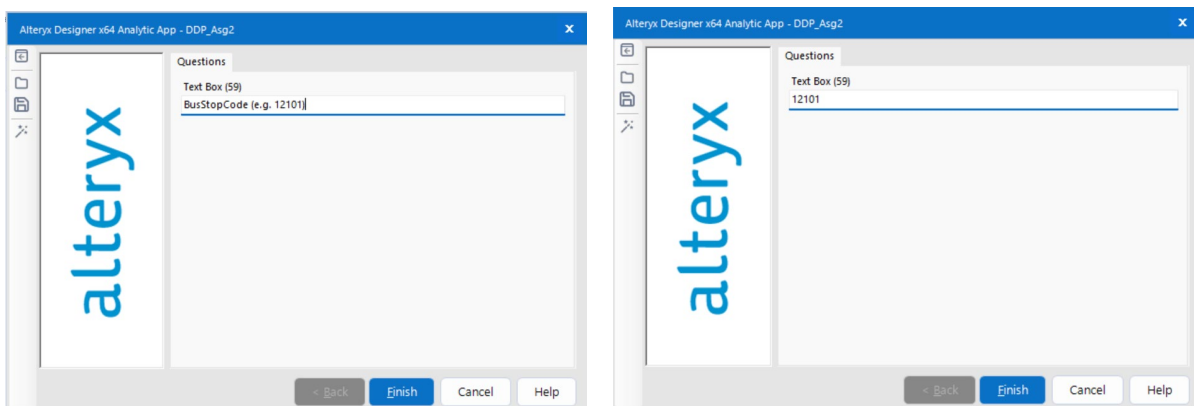 Alteryx Designer x64 Analytic App - DDP_Asg2
x
Questions
Text Box (59)
BusStopCode (e.g. 12101)
alteryx
< Back
Finish
Cancel
Help
Alteryx Designer x64 Analytic App - DDP_Asg2
x
Questions
Text Box (59)
12101
alteryx
< Back
Finish
Cancel
Help